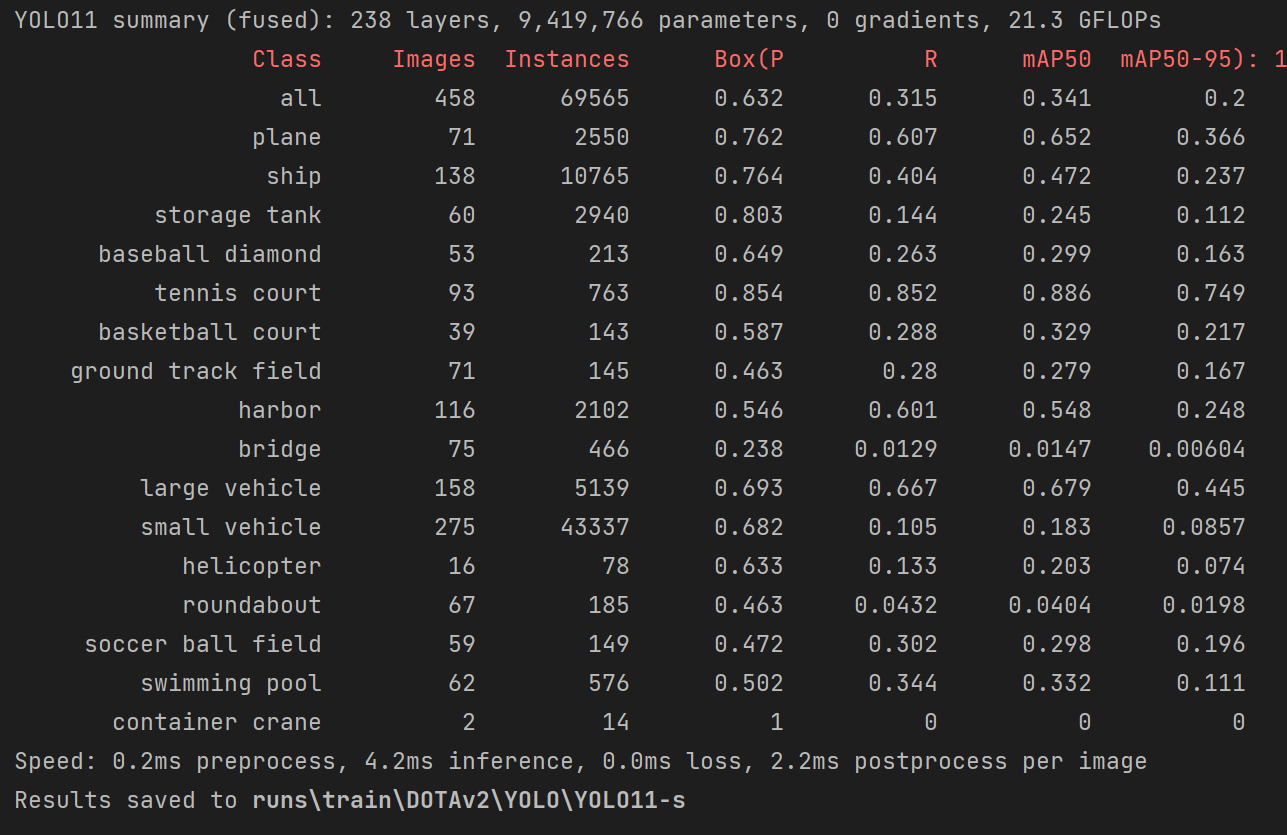 YOLO11 summary (fused): 238 layers, 9,419,766 parameters, 0 gradients, 21.3 GFLOPs
Class Images Instances Box(P R mAP50 mAP50-95): 1
all 458 69565 0.632 0.315 0.341 0.2
plane 71 2550 0.762 0.607 0.652 0.366
ship 138 10765 0.764 0.404 0.472 0.237
storage tank 60 2940 0.803 0.144 0.245 0.112
baseball diamond 53 213 0.649 0.263 0.299 0.163
tennis court 93 763 0.854 0.852 0.886 0.749
basketball court 39 143 0.587 0.288 0.329 0.217
ground track field 71 145 0.463 0.28 0.279 0.167
harbor 116 2102 0.546 0.601 0.548 0.248
bridge 75 466 0.238 0.0129 0.0147 0.00604
large vehicle 158 5139 0.693 0.667 0.679 0.445
small vehicle 275 43337 0.682 0.105 0.183 0.0857
helicopter 16 78 0.633 0.133 0.203 0.074
roundabout 67 185 0.463 0.0432 0.0404 0.0198
soccer ball field 59 149 0.472 0.302 0.298 0.196
swimming pool 62 576 0.502 0.344 0.332 0.111
container crane 2 14 1 0 0 0
Speed: 0.2ms preprocess, 4.2ms inference, 0.0ms loss, 2.2ms postprocess per image
Results saved to runs\train\DOTAv2\YOLO\YOLO11-s